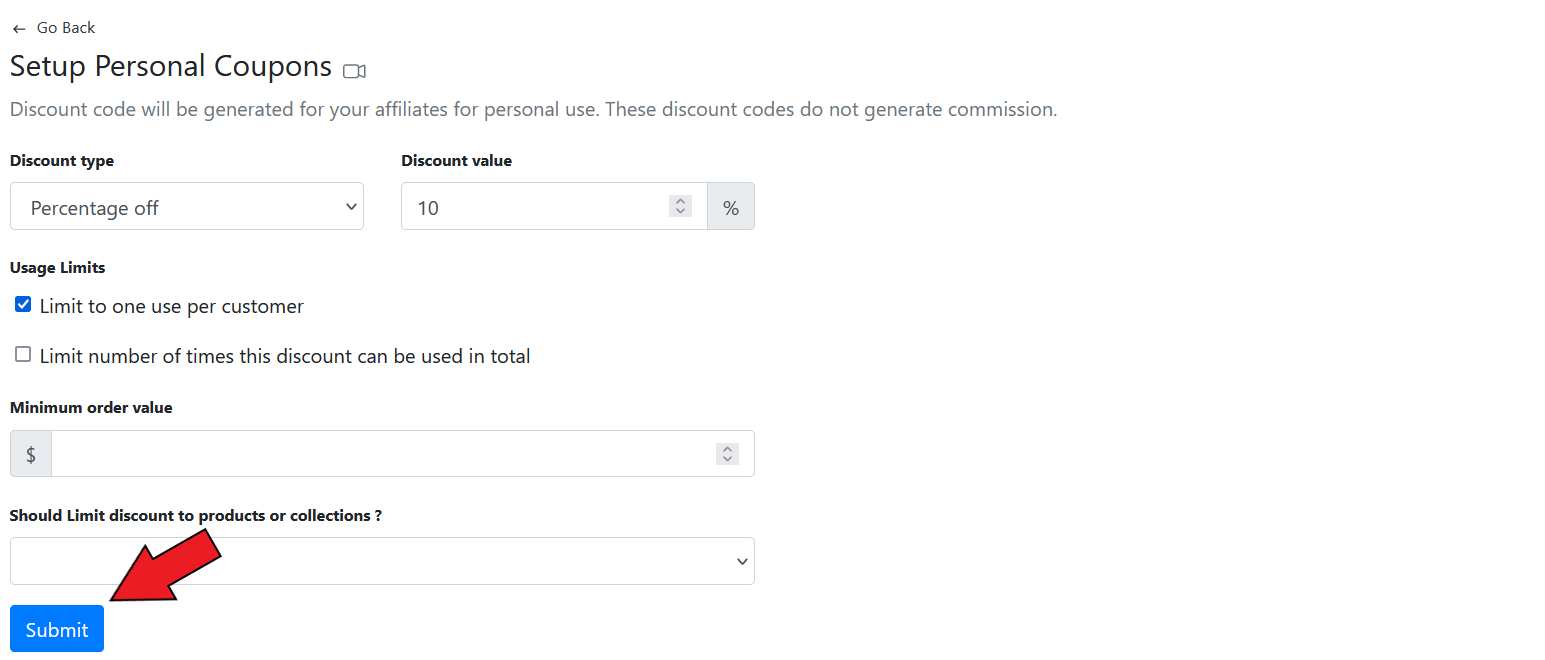 ← Go Back
Setup Personal Coupons
Discount code will be generated for your affiliates for personal use. These discount codes do not generate commission.
Discount type
Discount value
Percentage off
10
%
Usage Limits
Limit to one use per customer
Limit number of times this discount can be used in total
Minimum order value
$
Should Limit discount to products or collections ?
Submit